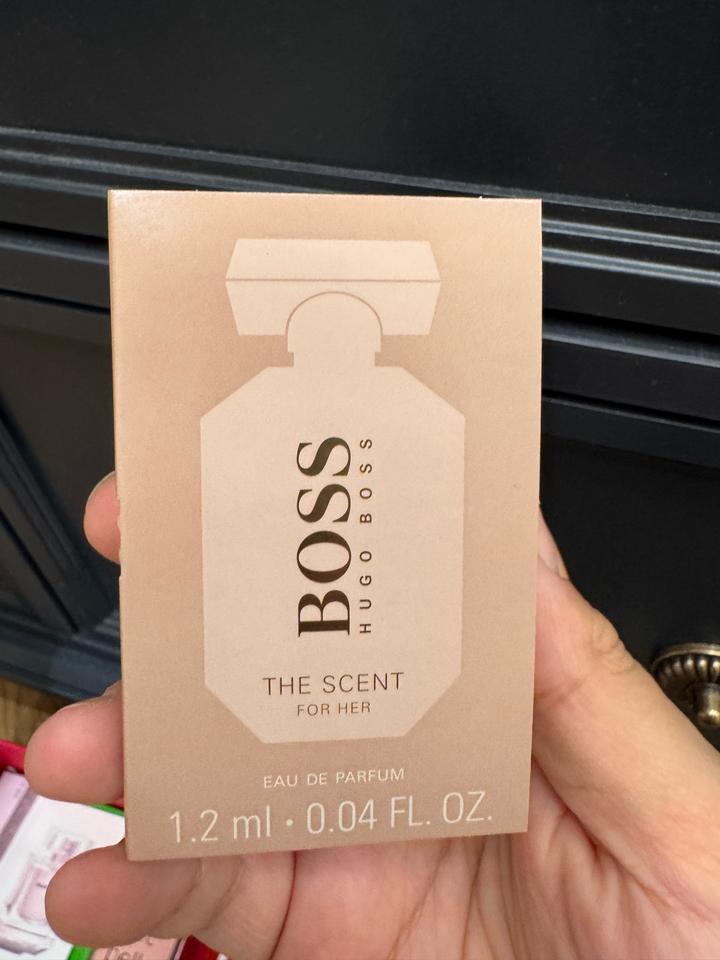 BOSS
HUGO BOSS
THE SCENT
FOR HER
EAU DE PARFUM
1.2 ml • 0.04 FL. OZ.